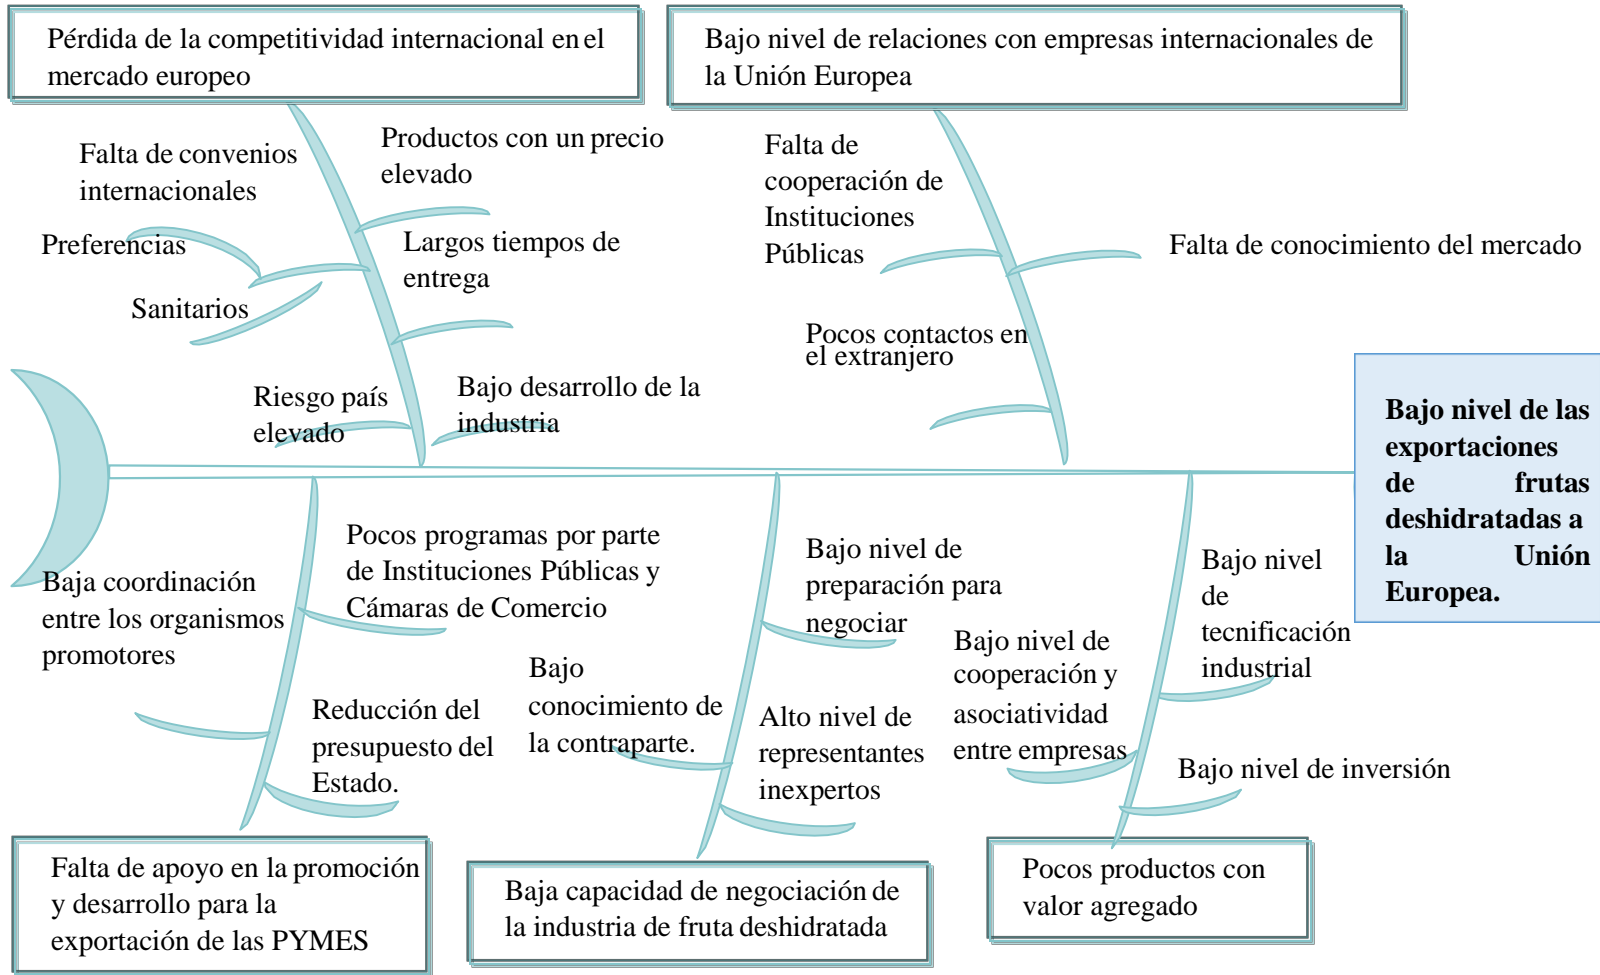 Pérdida de la competitividad internacional en el
mercado europeo
Bajo nivel de relaciones con empresas internacionales de
la Unión Europea
Falta de convenios
internacionales
Preferencias
Sanitarios
Riesgo país
elevado
Productos con un precio
elevado
Largos tiempos de
entrega
Bajo desarrollo de la
industria
Falta de
cooperación de
Instituciones
Públicas
Pocos contactos en
el extranjero
Falta de conocimiento del mercado
Bajo nivel de las
exportaciones
de frutas
deshidratadas a
la Unión
Europea.
Baja coordinación
entre los organismos
promotores
Pocos programas por parte
de Instituciones Públicas y
Cámaras de Comercio
Reducción del
presupuesto del
Estado.
Bajo
conocimiento de
la contraparte.
Bajo nivel de
preparación para
negociar
Alto nivel de
representantes
inexpertos
Bajo nivel de
cooperación y
asociatividad
entre empresas
Bajo nivel
de
tecnificación
industrial
Bajo nivel de inversión
Falta de apoyo en la promoción
y desarrollo para la
exportación de las PYMES
Baja capacidad de negociación de
la industria de fruta deshidratada
Pocos productos con
valor agregado